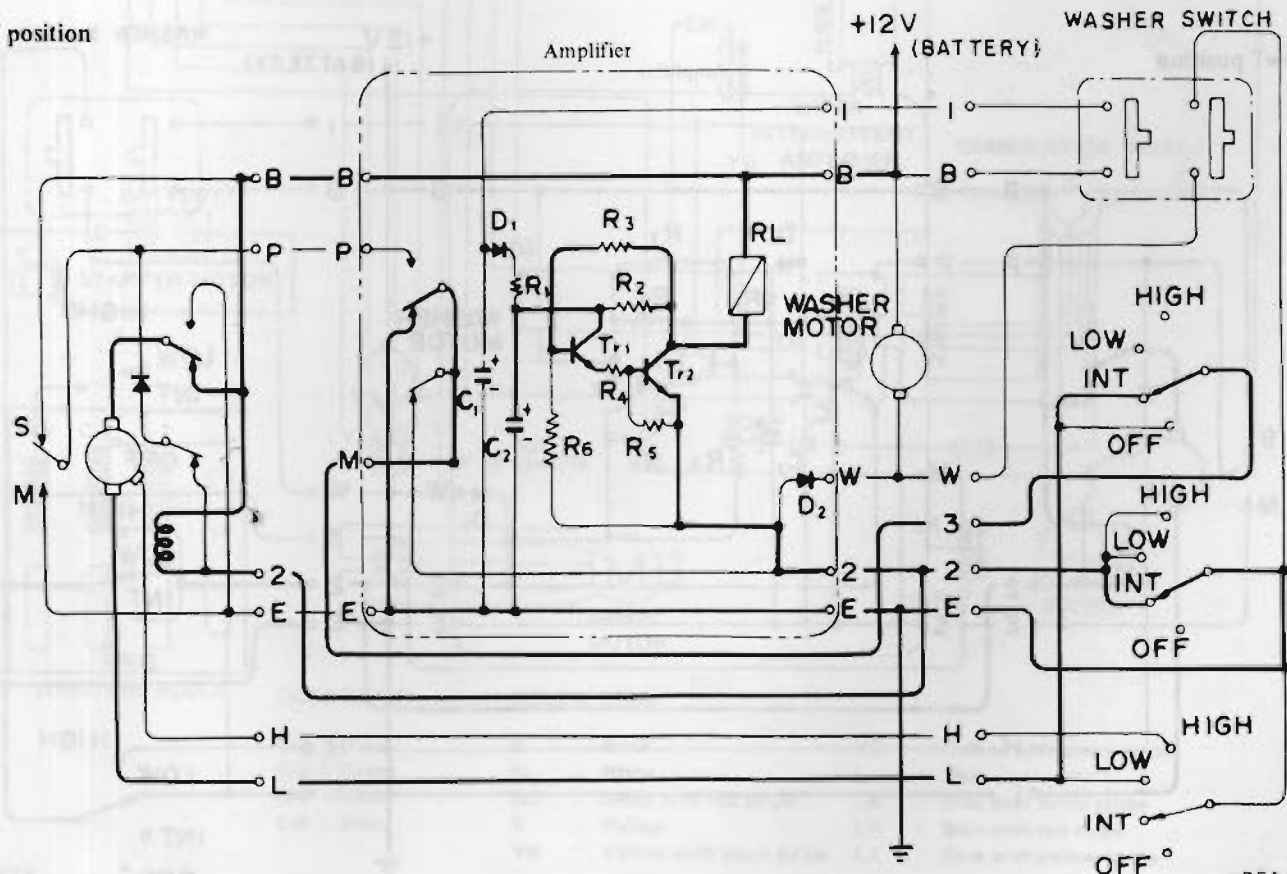 position
Amplifier
+12V
(BATTERY)
WASHER SWITCH
I
I
B
B
B
B
P
P
D₁
R₃
RL
R₁
R₂
WASHER
MOTOR
HIGH
LOW
INT
OFF
Tr₁
Tr₂
C₁
R₄
C₂
R₆
R₅
S
M
M
D₂
W
W
HIGH
3
LOW
2
2
2
INT
E
E
E
E
OFF
H
H
HIGH
L
L
LOW
INT
OFF